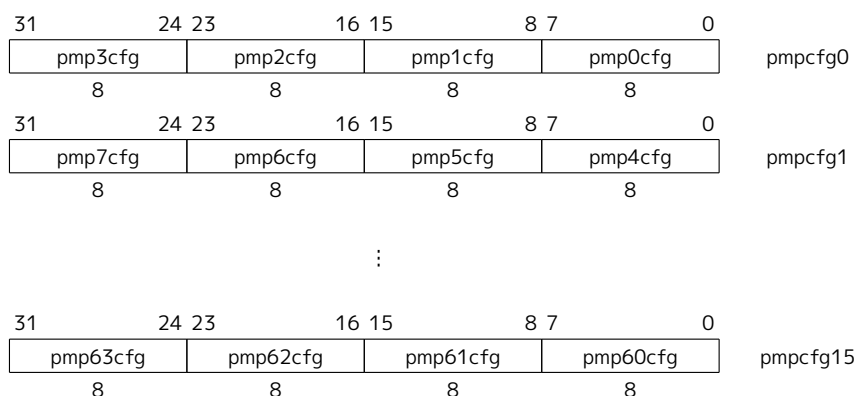 31 24 23 16 15 8 7 0
pmp3cfg pmp2cfg pmp1cfg pmp0cfg pmpcfg0
8 8 8 8
31 24 23 16 15 8 7 0
pmp7cfg pmp6cfg pmp5cfg pmp4cfg pmpcfg1
8 8 8 8
⋮
31 24 23 16 15 8 7 0
pmp63cfg pmp62cfg pmp61cfg pmp60cfg pmpcfg15
8 8 8 8